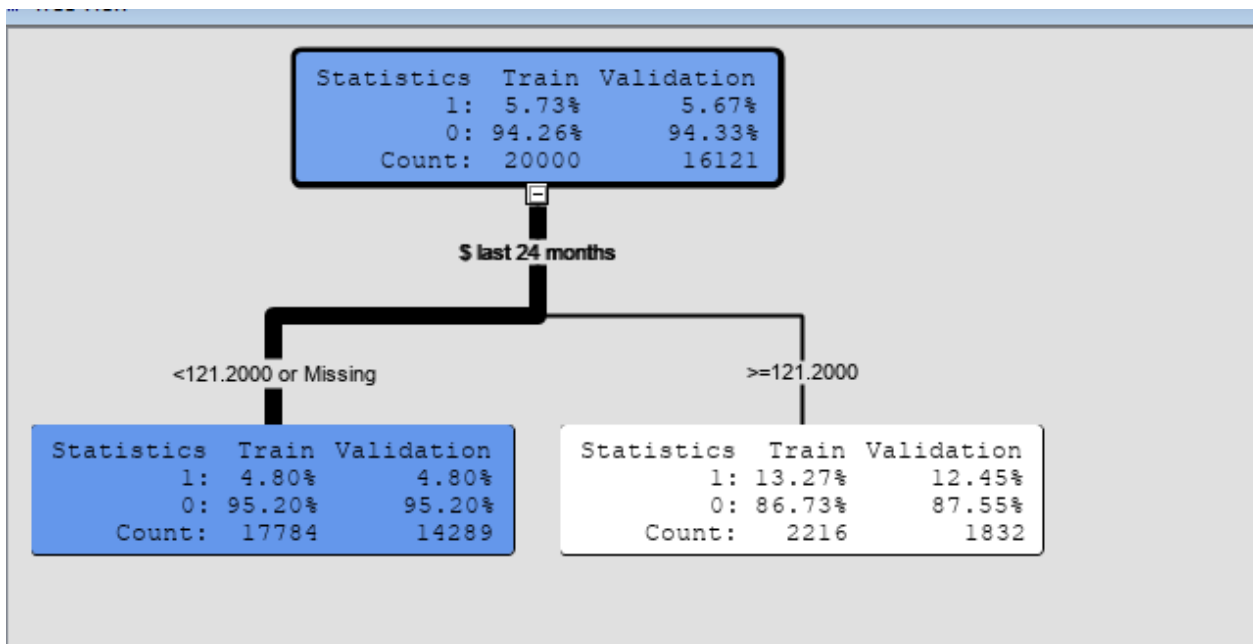 Statistics Train Validation
1: 5.73% 5.67%
0: 94.26% 94.33%
Count: 20000 16121
$ last 24 months
<121.2000 or Missing
>=121.2000
Statistics Train Validation
1: 4.80% 4.80%
0: 95.20% 95.20%
Count: 17784 14289
Statistics Train Validation
1: 13.27% 12.45%
0: 86.73% 87.55%
Count: 2216 1832